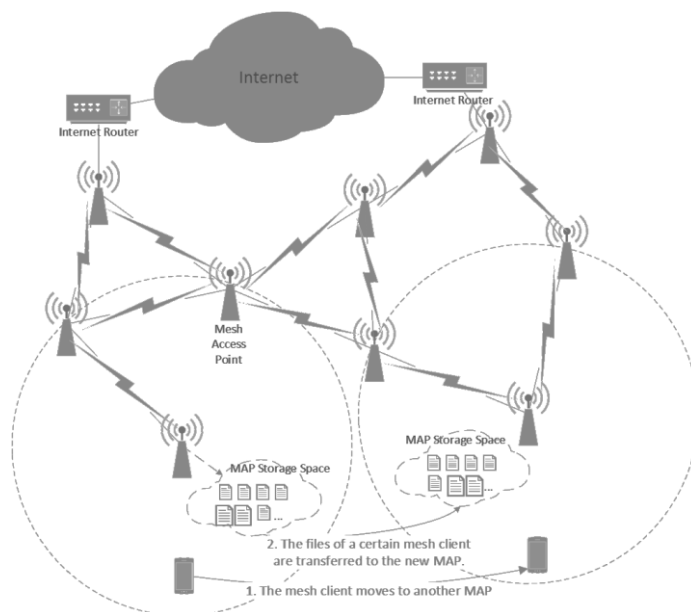 Internet
Internet Router
Internet Router
Mesh
Access
Point
MAP Storage Space
MAP Storage Space
...
...
2. The files of a certain mesh client
are transferred to the new MAP.
1. The mesh client moves to another MAP